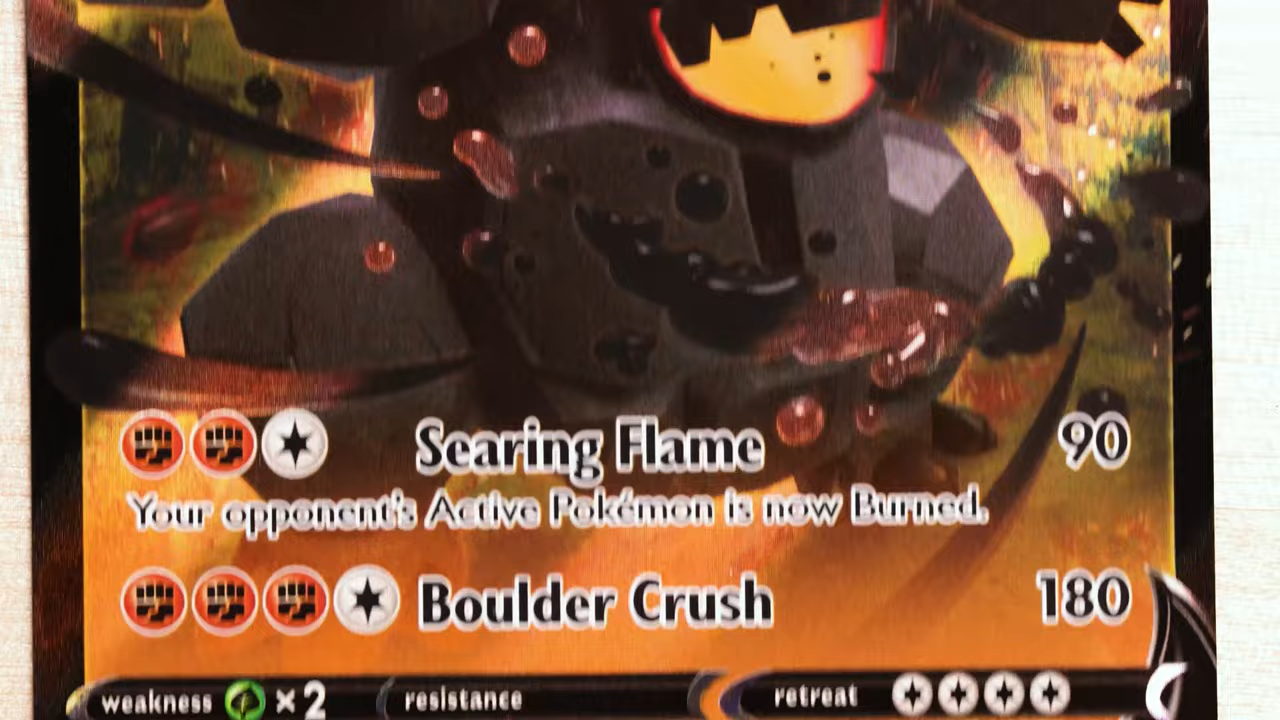 Searing Flame 90
Your opponent's Active Pokémon is now Burned.
Boulder Crush 180
weakness ×2 resistance retreat